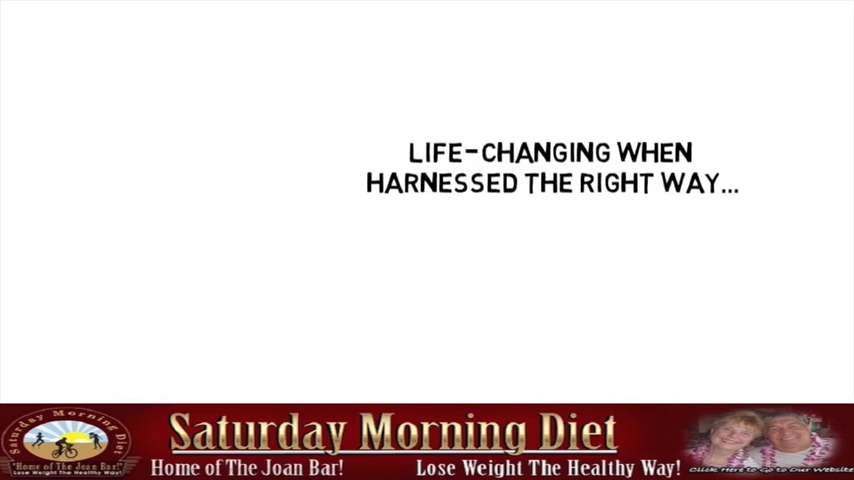 LIFE-CHANGING WHEN
HARNESSED THE RIGHT WAY...
Saturday Morning Diet
"Home of The Joan Bar!"
Lose Weight The Healthy Way!
Saturday Morning Diet
Home of The Joan Bar!
Lose Weight The Healthy Way!
Click Here to Go to Our Website